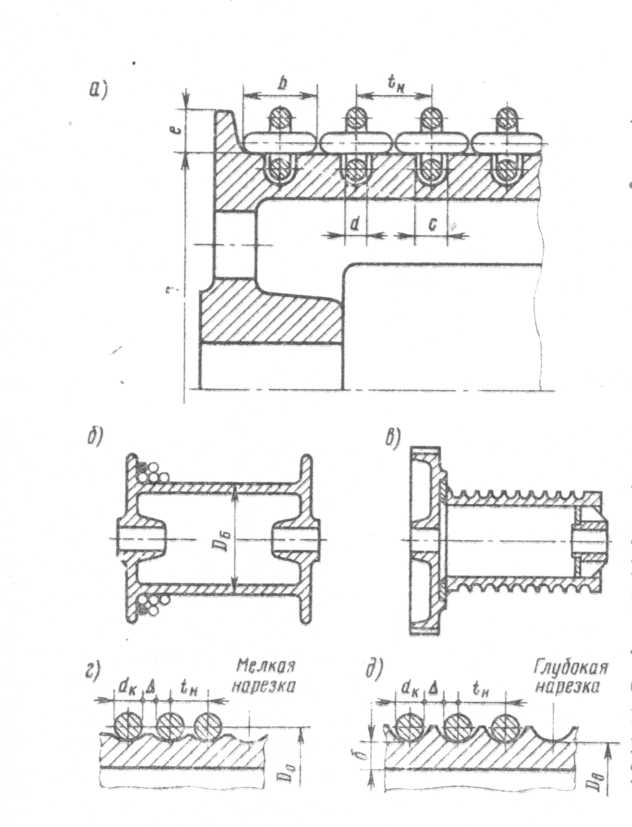 а)
b
tн
e
d
c
б)
в)
Dб
г)
Мелкая
нарезка
dк
Δ
tн
D0
д)
Глубокая
нарезка
dк
Δ
tн
б
Dв